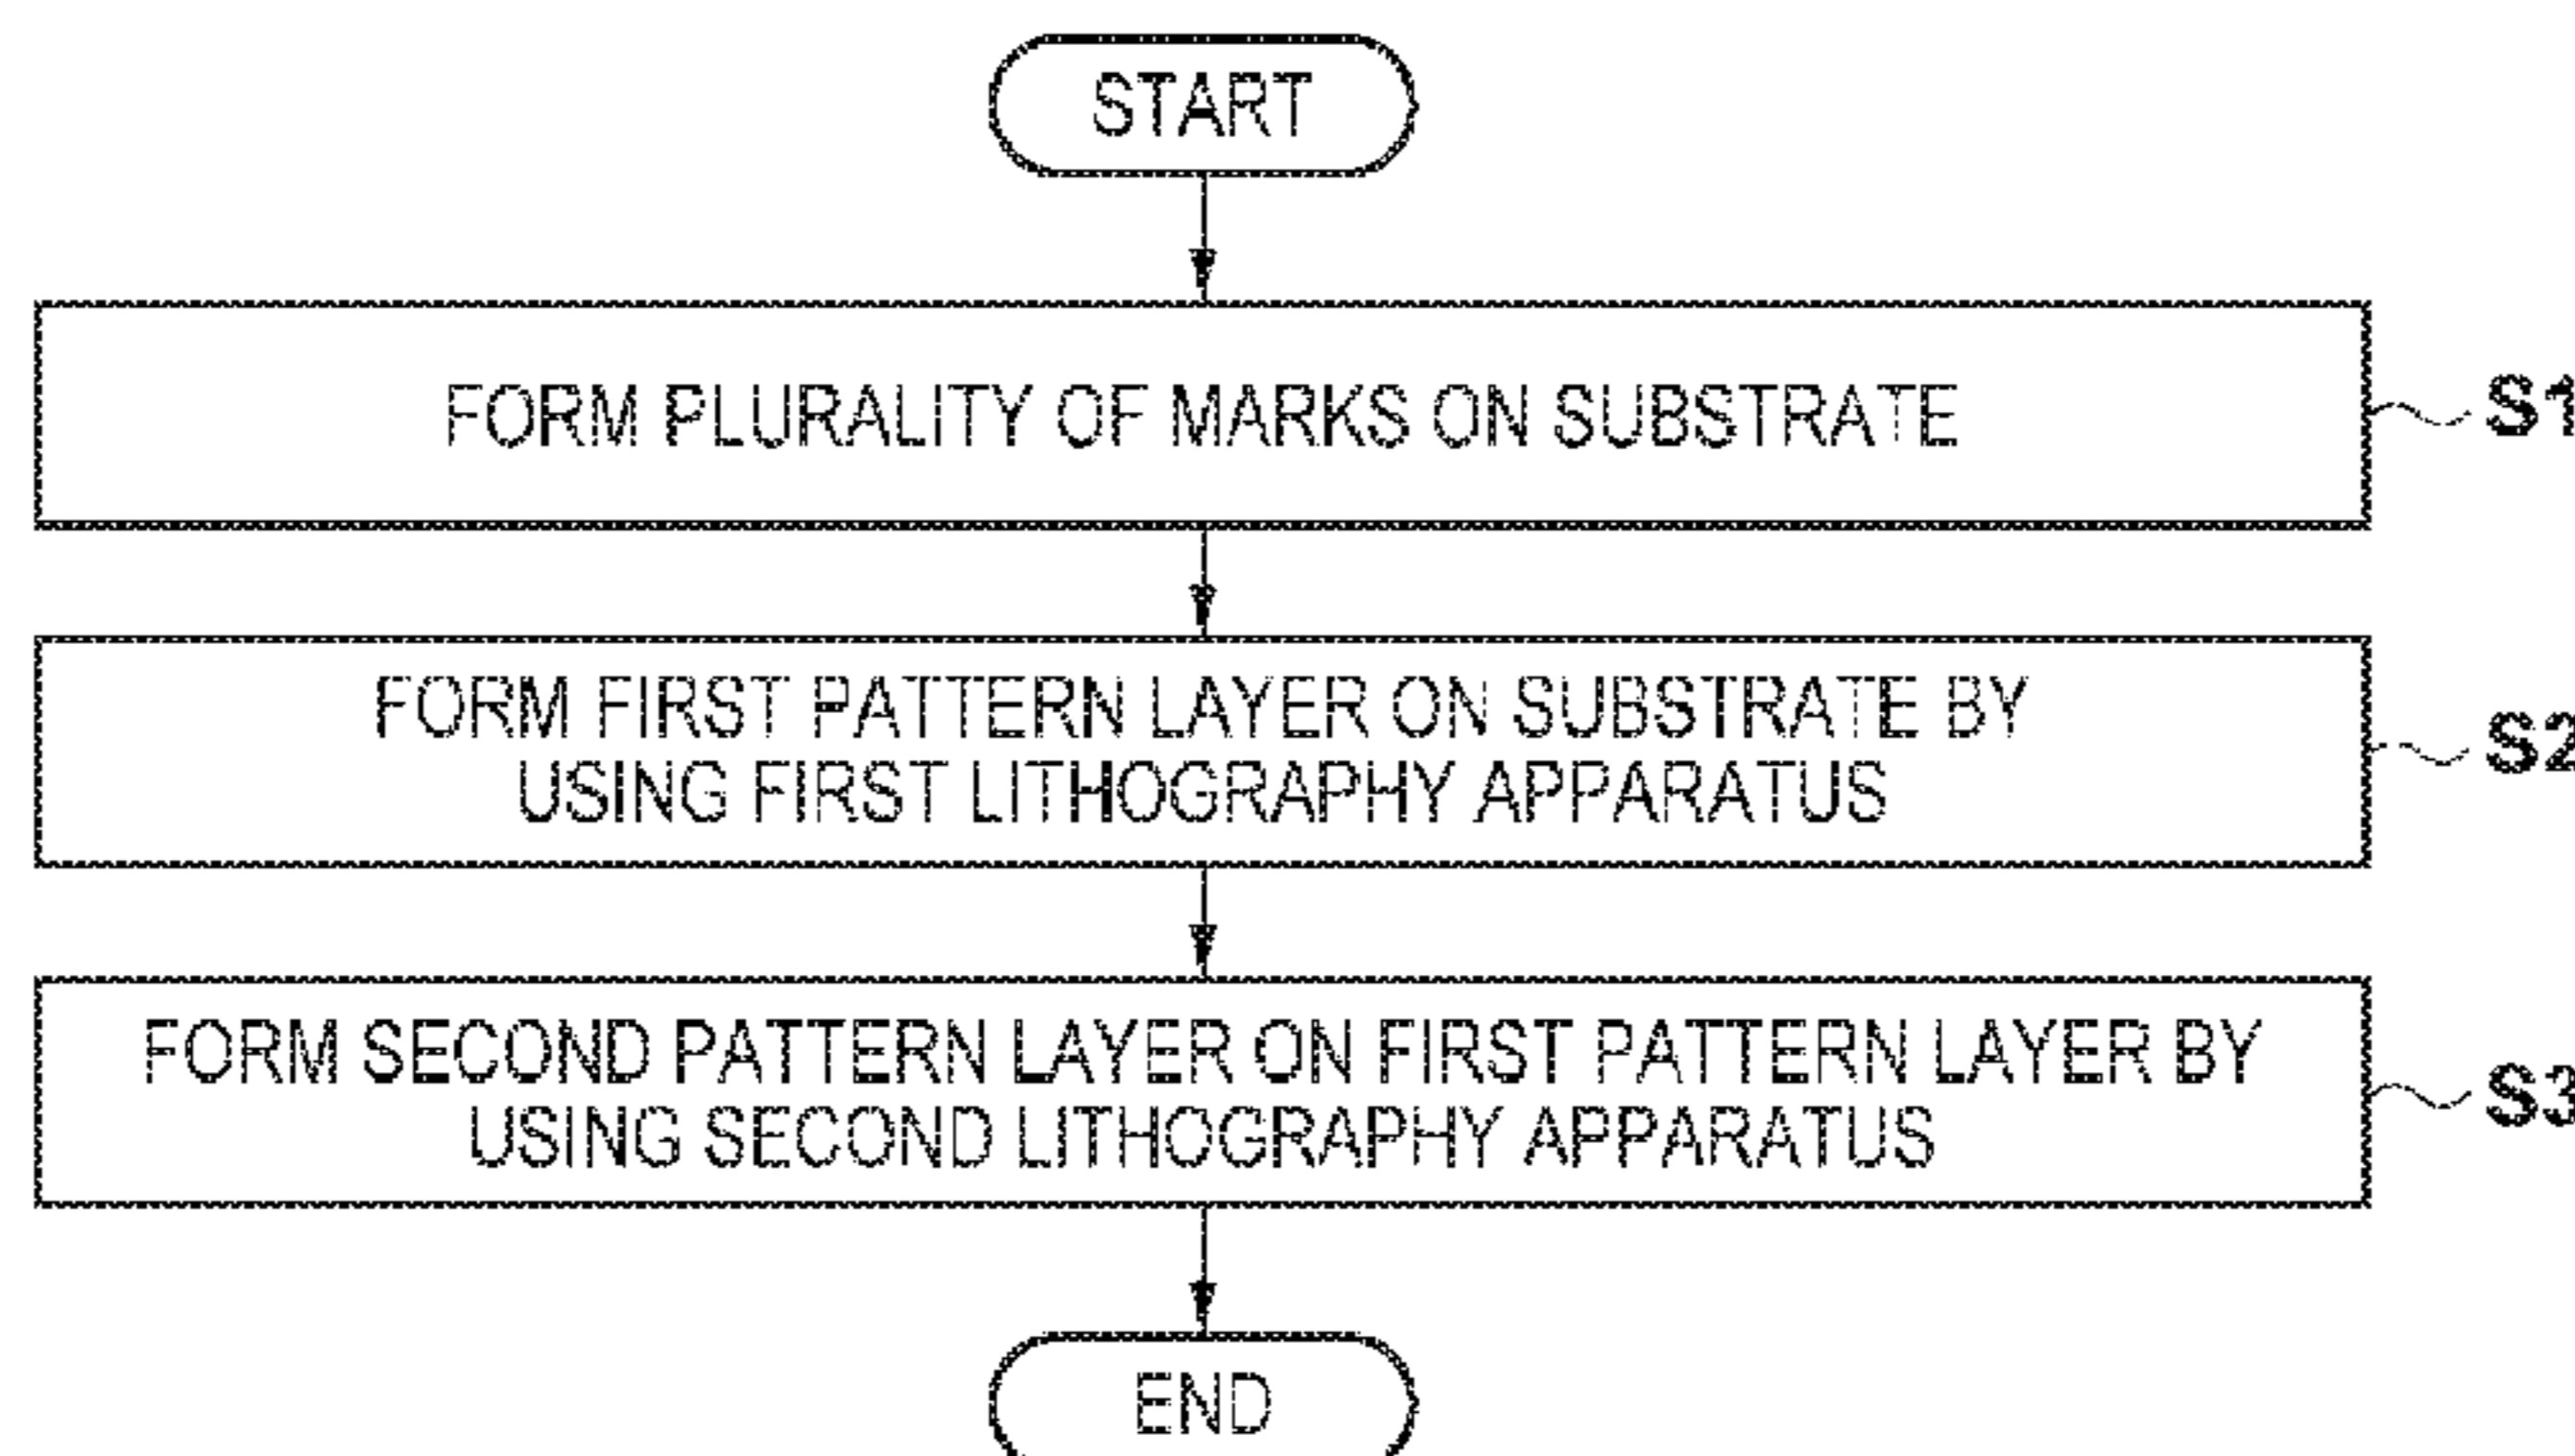 START
FORM PLURALITY OF MARKS ON SUBSTRATE
S1
FORM FIRST PATTERN LAYER ON SUBSTRATE BY
USING FIRST LITHOGRAPHY APPARATUS
S2
FORM SECOND PATTERN LAYER ON FIRST PATTERN LAYER BY
USING SECOND LITHOGRAPHY APPARATUS
S3
END